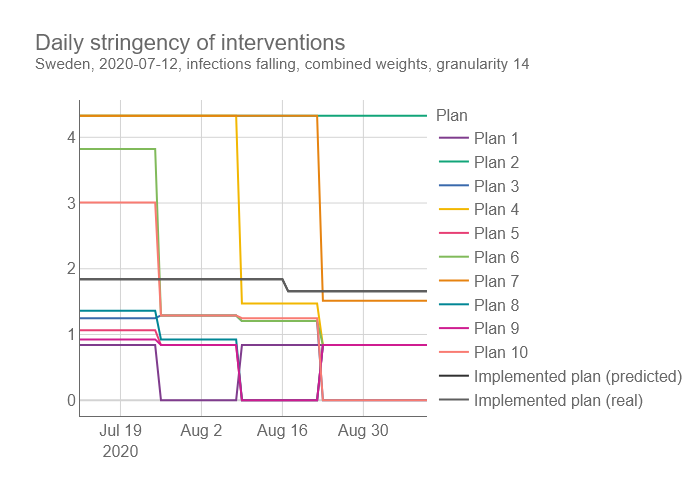 Daily stringency of interventions
Sweden, 2020-07-12, infections falling, combined weights, granularity 14
Plan
4
3
2
1
0
Jul 19
2020
Aug 2
Aug 16
Aug 30
Plan 1
Plan 2
Plan 3
Plan 4
Plan 5
Plan 6
Plan 7
Plan 8
Plan 9
Plan 10
Implemented plan (predicted)
Implemented plan (real)